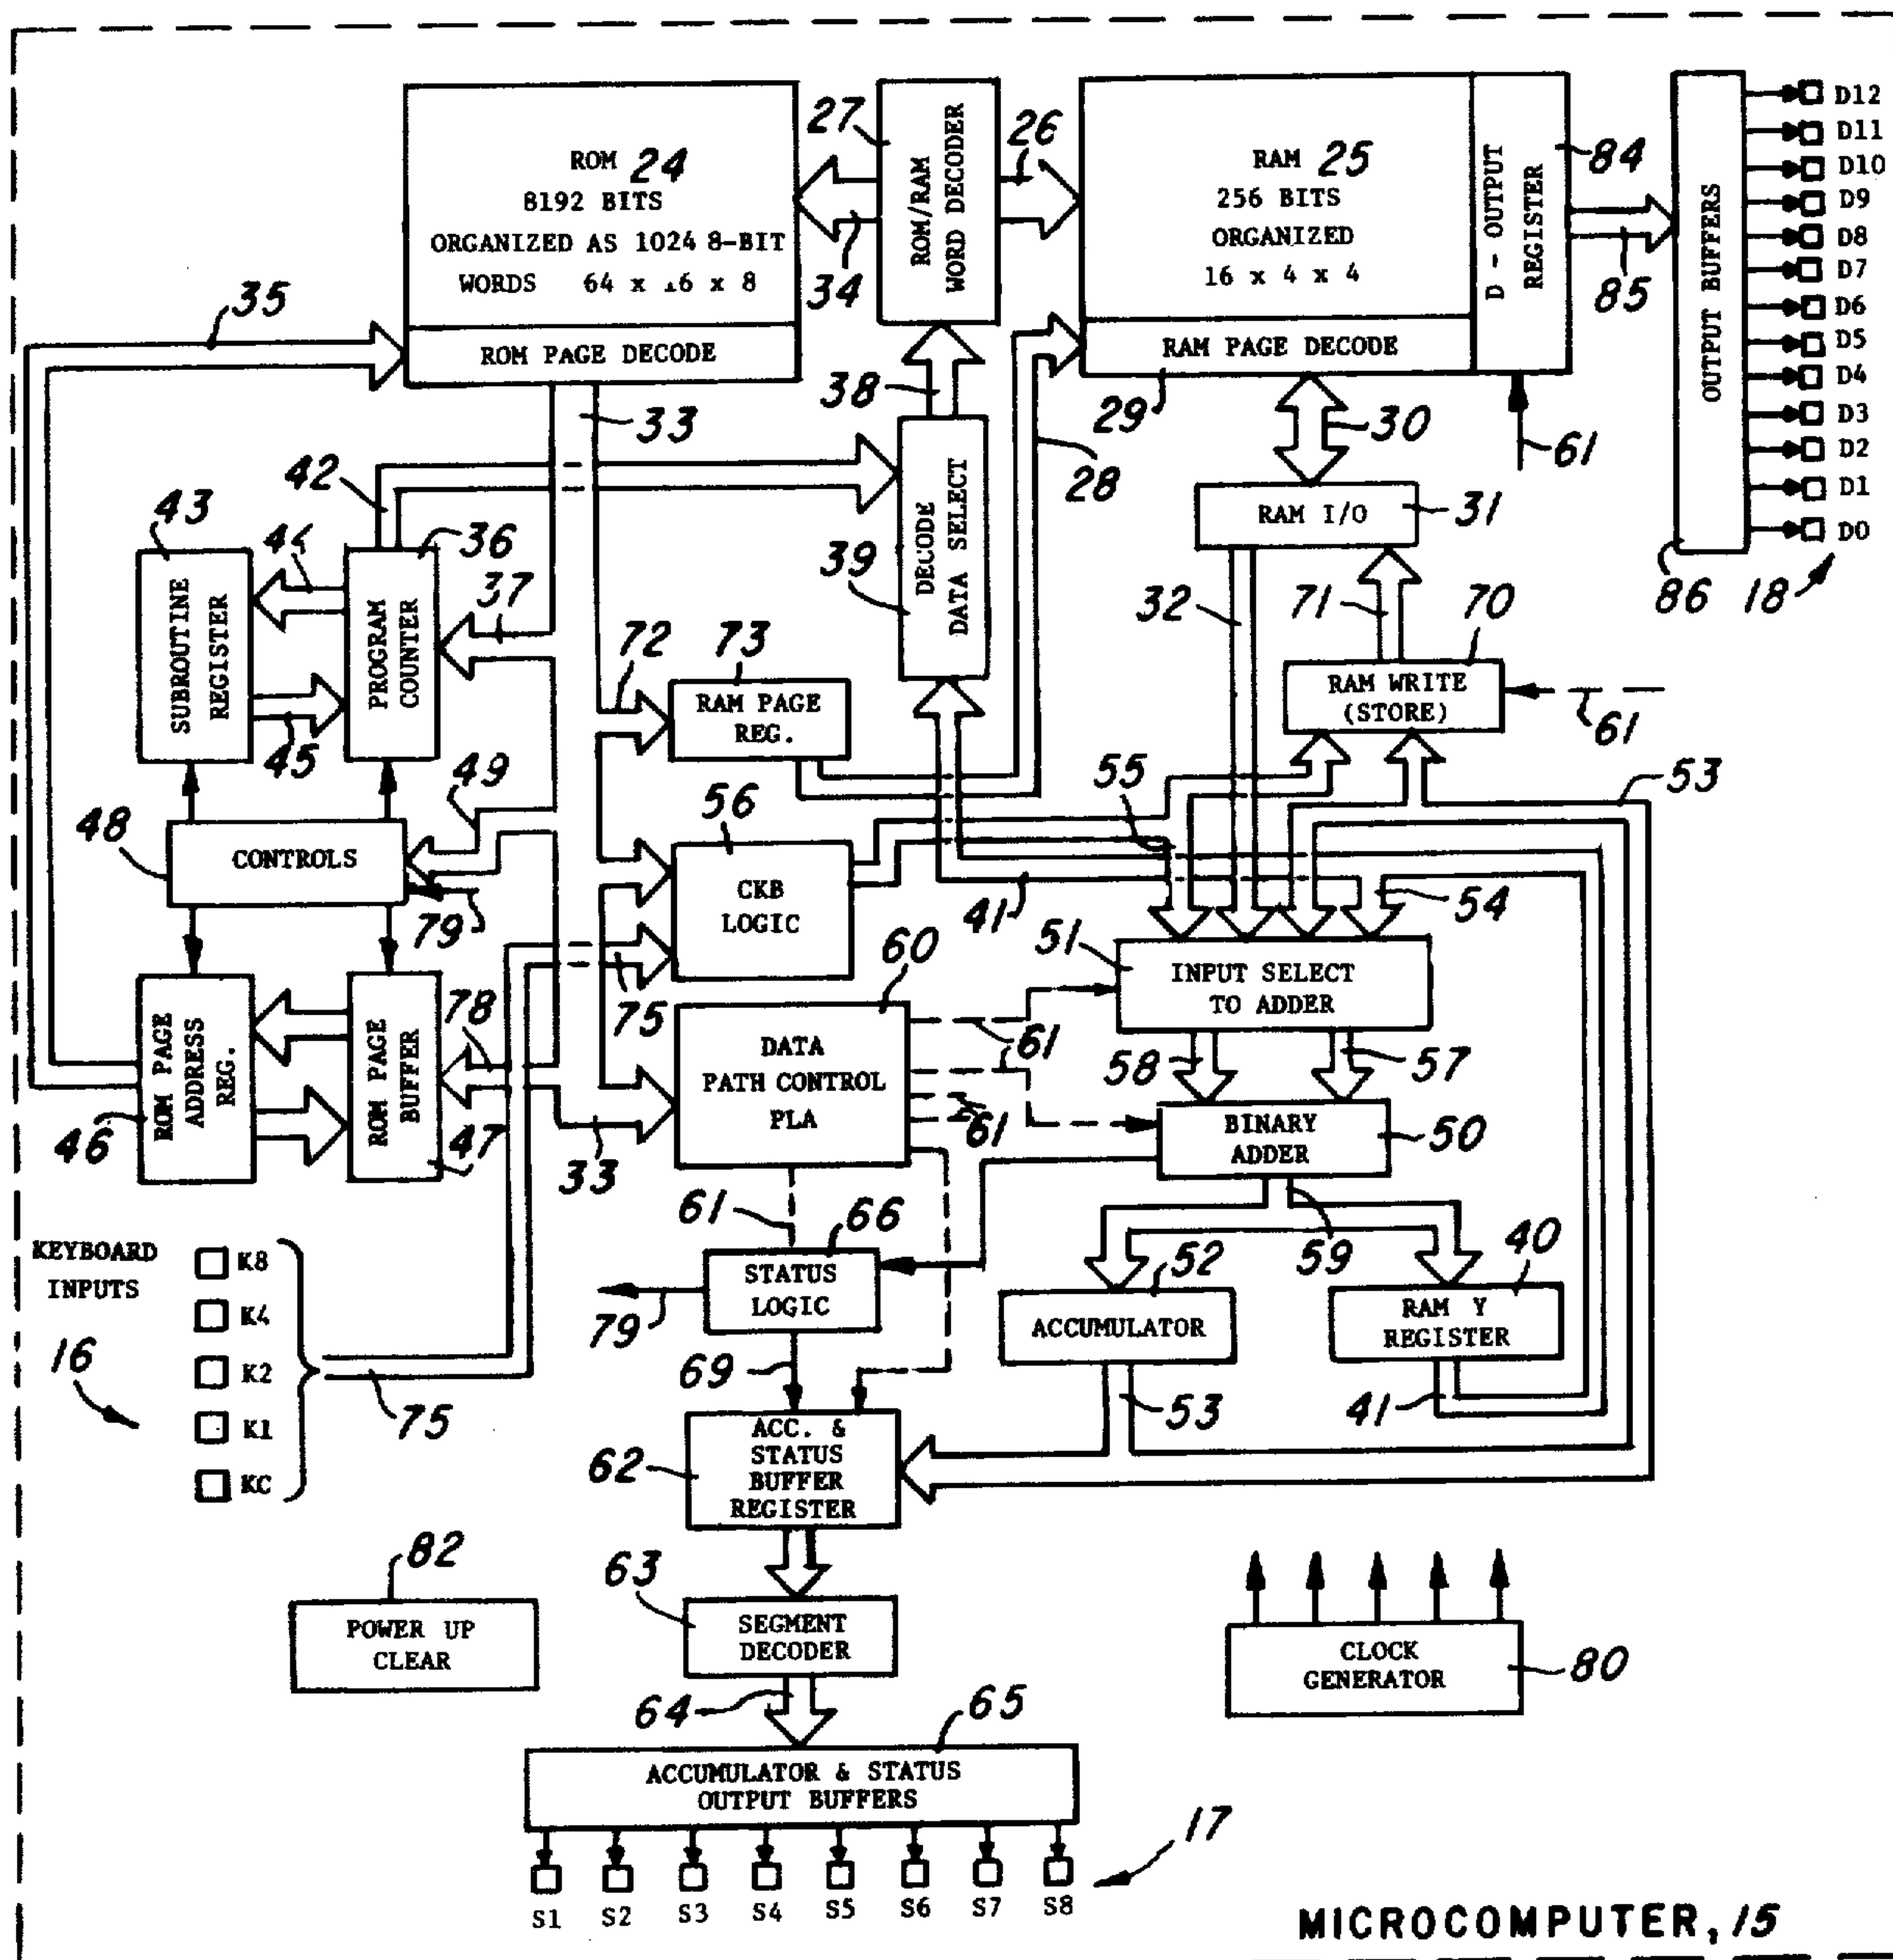 ROM 24
8192 BITS
ORGANIZED AS 1024 8-BIT
WORDS 64 x 16 x 8
ROM PAGE DECODE
27
ROM/RAM
WORD DECODER
26
34
RAM 25
256 BITS
ORGANIZED
16 x 4 x 4
RAM PAGE DECODE
D - OUTPUT
REGISTER
84
85
OUTPUT BUFFERS
D12
D11
D10
D9
D8
D7
D6
D5
D4
D3
D2
D1
D0
86
18
35
33
38
29
30
28
61
42
43
44
36
37
SUBROUTINE
REGISTER
PROGRAM
COUNTER
45
39
DECODE
DATA SELECT
RAM I/O
31
32
71
70
RAM WRITE
(STORE)
61
72
73
RAM PAGE
REG.
49
48
CONTROLS
79
56
CKB
LOGIC
55
53
41
54
51
INPUT SELECT
TO ADDER
46
ROM PAGE
ADDRESS
REG.
ROM PAGE
BUFFER
47
78
75
60
DATA
PATH CONTROL
PLA
61
61
58
57
BINARY
ADDER
50
33
61
66
STATUS
LOGIC
79
69
59
52
ACCUMULATOR
40
RAM Y
REGISTER
53
41
KEYBOARD
INPUTS
K8
K4
K2
K1
KC
16
75
62
ACC. &
STATUS
BUFFER
REGISTER
82
POWER UP
CLEAR
63
SEGMENT
DECODER
64
65
ACCUMULATOR & STATUS
OUTPUT BUFFERS
CLOCK
GENERATOR
80
17
S1 S2 S3 S4 S5 S6 S7 S8
MICROCOMPUTER, 15